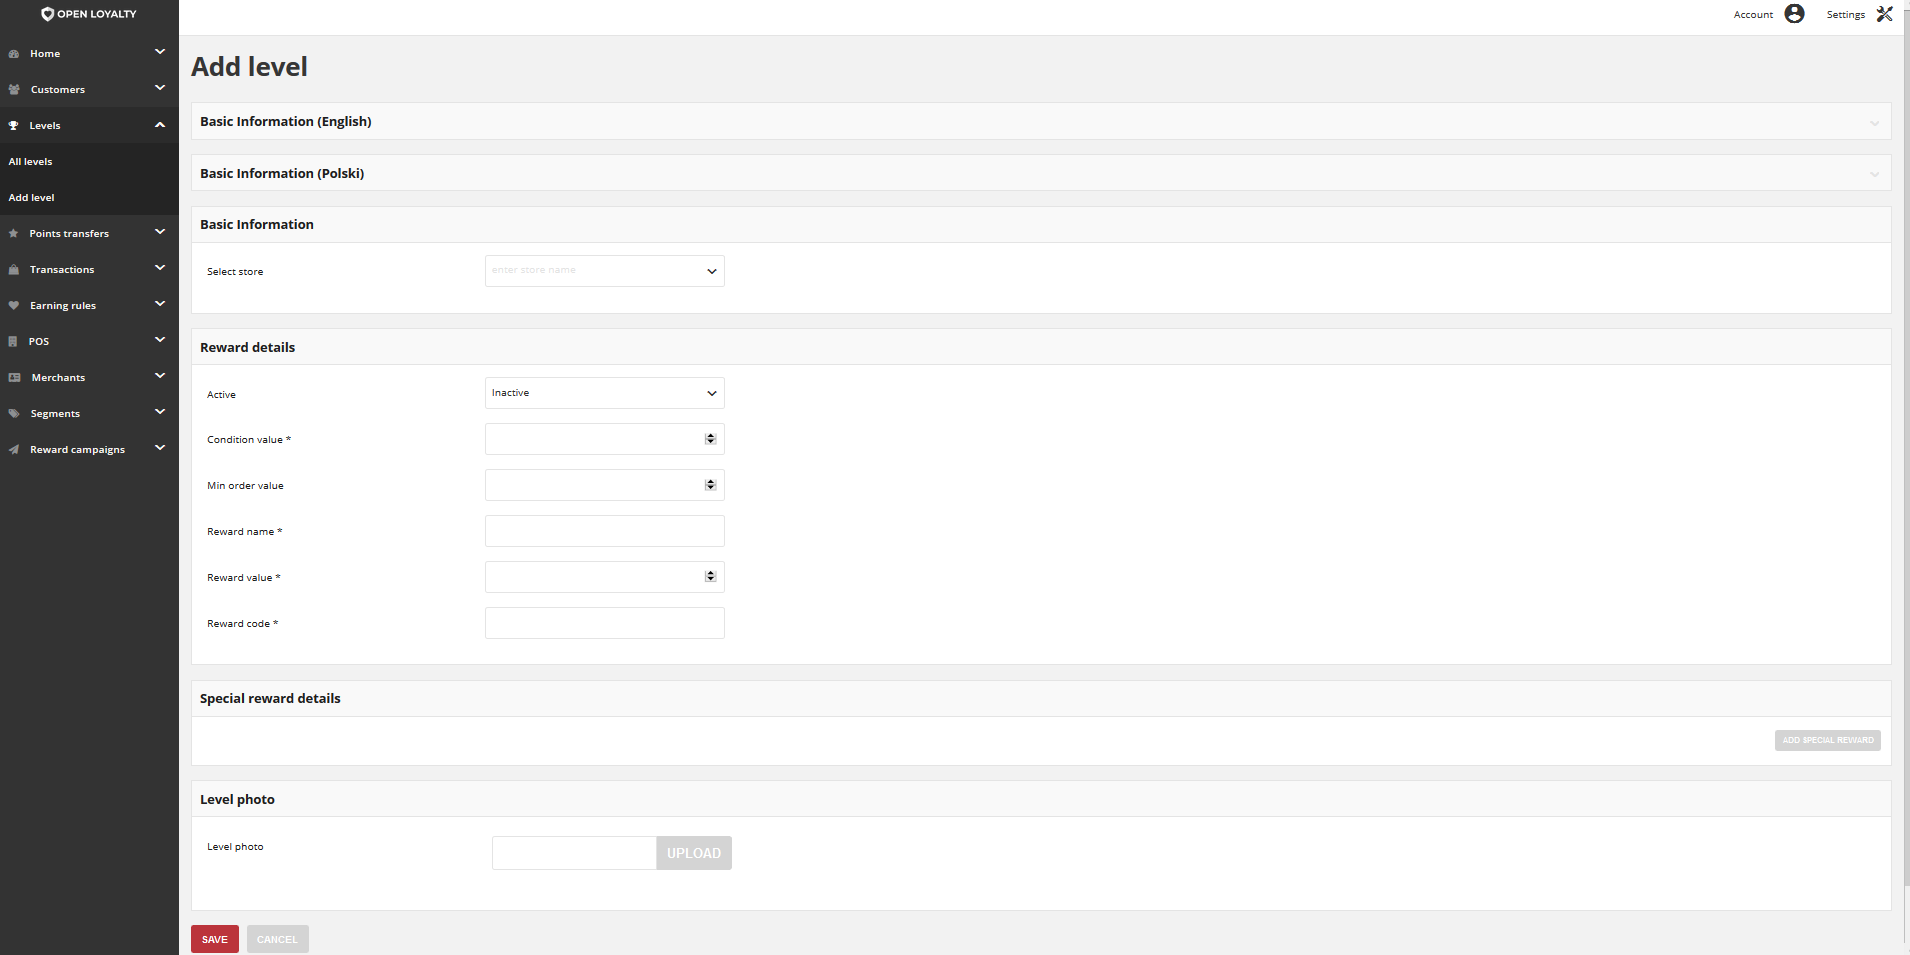 OPEN LOYALTY
Account
Settings
Home
Customers
Levels
All levels
Add level
Points transfers
Transactions
Earning rules
POS
Merchants
Segments
Reward campaigns
Add level
Basic Information (English)
Basic Information (Polski)
Basic Information
Select store
enter store name
Reward details
Active
Inactive
Condition value *
Min order value
Reward name *
Reward value *
Reward code *
Special reward details
ADD SPECIAL REWARD
Level photo
Level photo
UPLOAD
SAVE
CANCEL